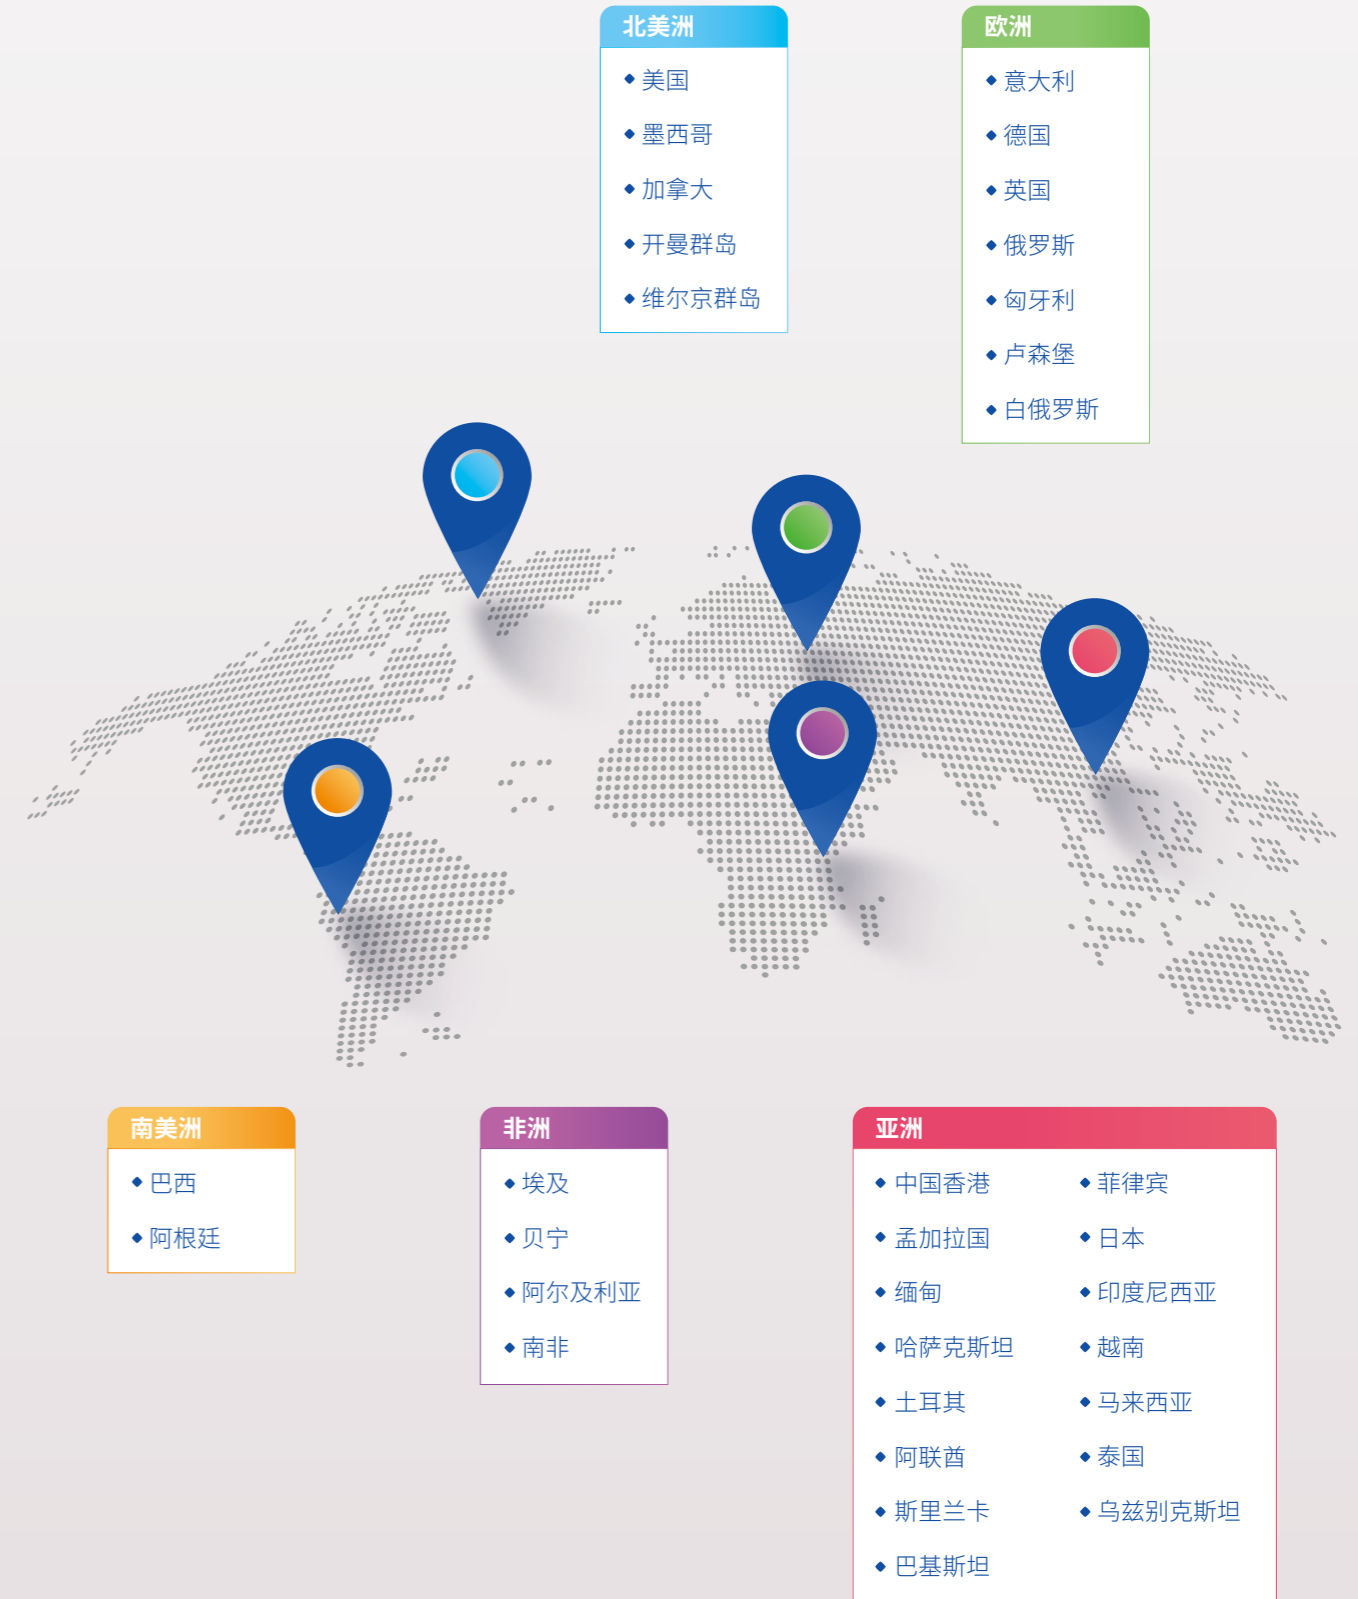 北美洲
美国
墨西哥
加拿大
开曼群岛
维尔京群岛
欧洲
意大利
德国
英国
俄罗斯
匈牙利
卢森堡
白俄罗斯
南美洲
巴西
阿根廷
非洲
埃及
贝宁
阿尔及利亚
南非
亚洲
中国香港
孟加拉国
缅甸
哈萨克斯坦
土耳其
阿联酋
斯里兰卡
巴基斯坦
菲律宾
日本
印度尼西亚
越南
马来西亚
泰国
乌兹别克斯坦